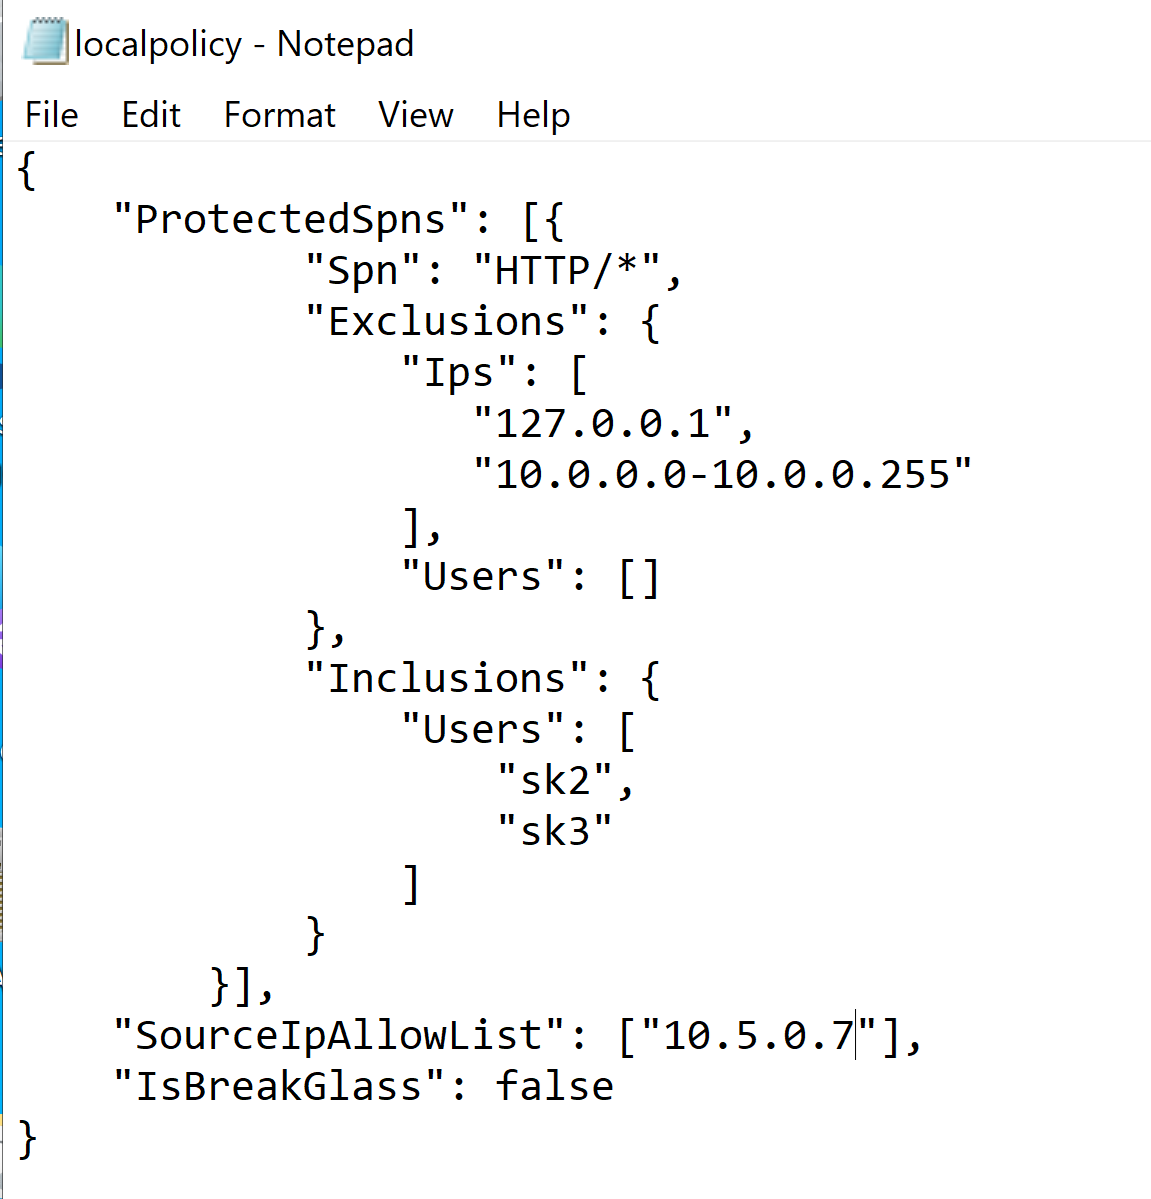 localpolicy - Notepad
File Edit Format View Help
{
    "ProtectedSpns": [{
            "Spn": "HTTP/*",
            "Exclusions": {
                "Ips": [
                   "127.0.0.1",
                   "10.0.0.0-10.0.0.255"
                ],
                "Users": []
            },
            "Inclusions": {
                "Users": [
                    "sk2",
                    "sk3"
                ]
            }
        }],
    "SourceIpAllowList": ["10.5.0.7"],
    "IsBreakGlass": false
}